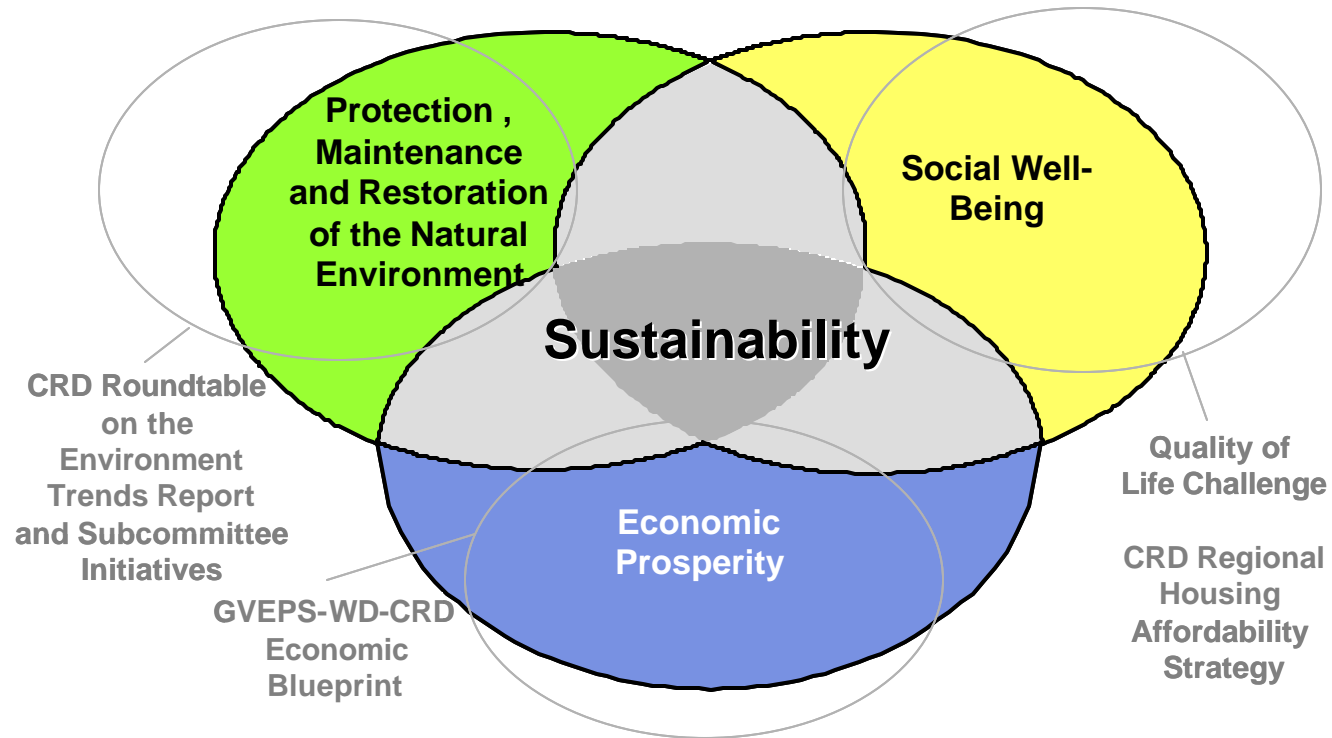 Protection ,
Maintenance
and Restoration
of the Natural
Environment
Social Well-
Being
Sustainability
Economic
Prosperity
CRD Roundtable
on the
Environment
Trends Report
and Subcommittee
Initiatives
GVEPS-WD-CRD
Economic
Blueprint
Quality of
Life Challenge
CRD Regional
Housing
Affordability
Strategy